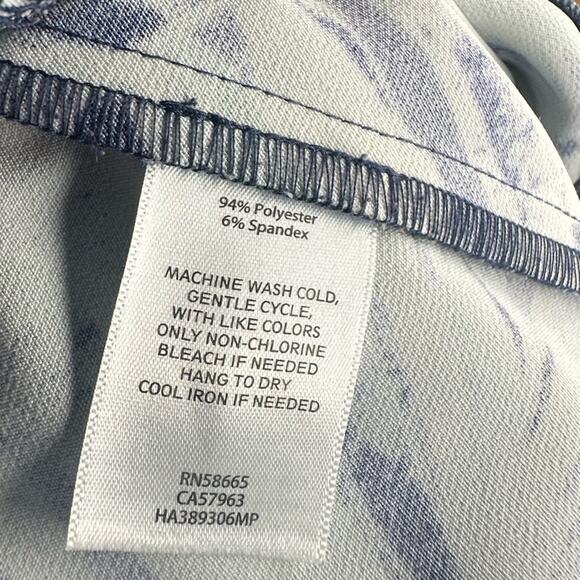 94% Polyester
6% Spandex
MACHINE WASH COLD,
GENTLE CYCLE,
WITH LIKE COLORS
ONLY NON-CHLORINE
BLEACH IF NEEDED
HANG TO DRY
COOL IRON IF NEEDED
RN58665
CA57963
HA389306MP